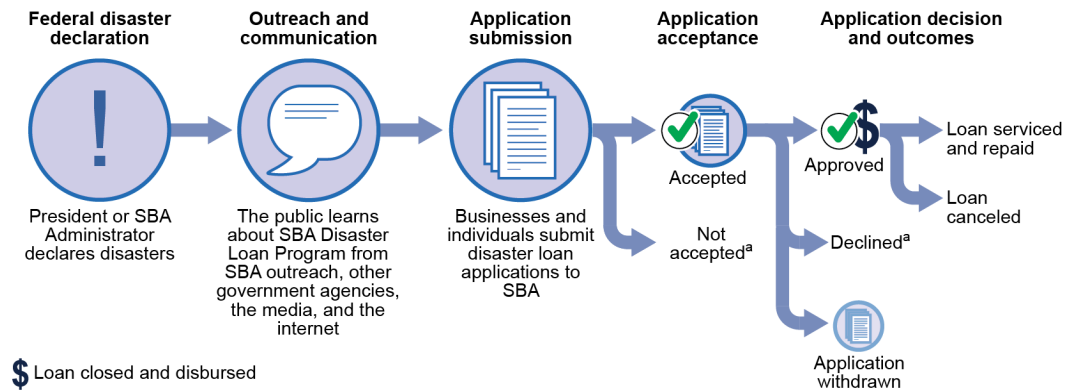 Federal disaster
declaration
Outreach and
communication
Application
submission
Application
acceptance
Application decision
and outcomes
!
President or SBA
Administrator
declares disasters
The public learns
about SBA Disaster
Loan Program from
SBA outreach, other
government agencies,
the media, and the
internet
Businesses and
individuals submit
disaster loan
applications to
SBA
Accepted
Not
acceptedᵃ
$
Approved
Loan serviced
and repaid
Loan
canceled
Declinedᵃ
Application
withdrawn
$ Loan closed and disbursed